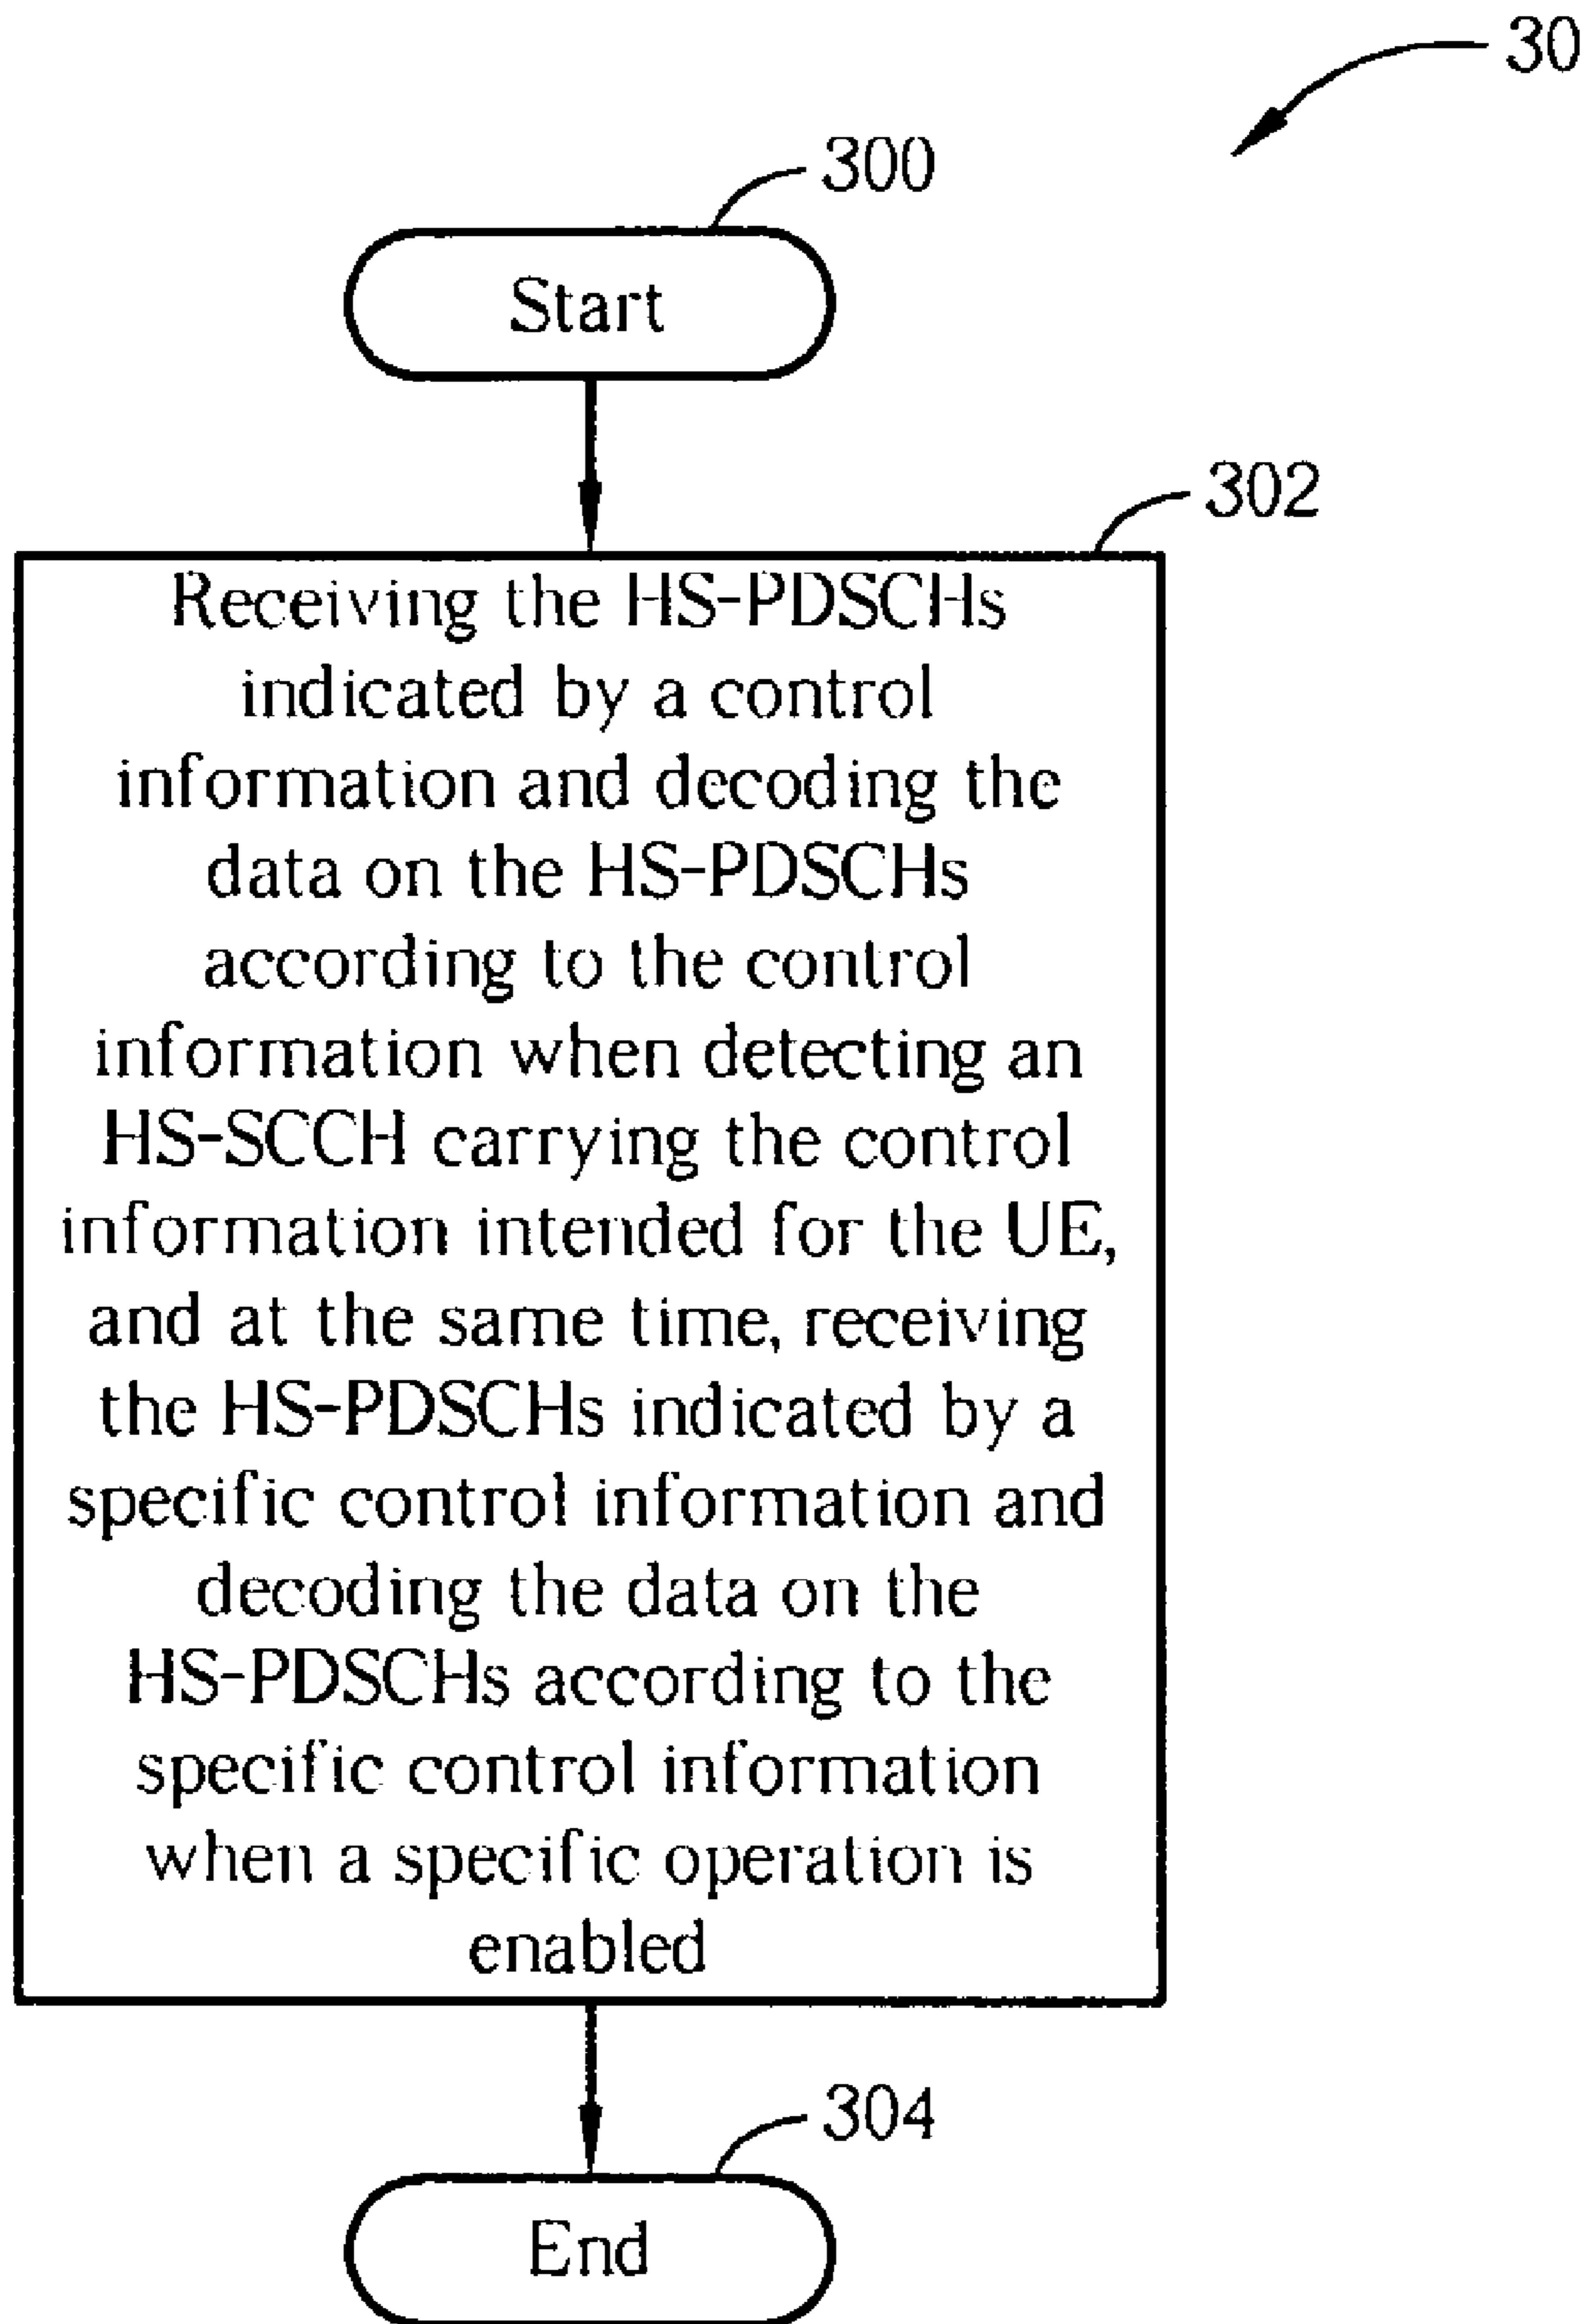 30
300
Start
302
Receiving the HS-PDSCHs
indicated by a control
information and decoding the
data on the HS-PDSCHs
according to the control
information when detecting an
HS-SCCH carrying the control
information intended for the UE,
and at the same time, receiving
the HS-PDSCHs indicated by a
specific control information and
decoding the data on the
HS-PDSCHs according to the
specific control information
when a specific operation is
enabled
304
End